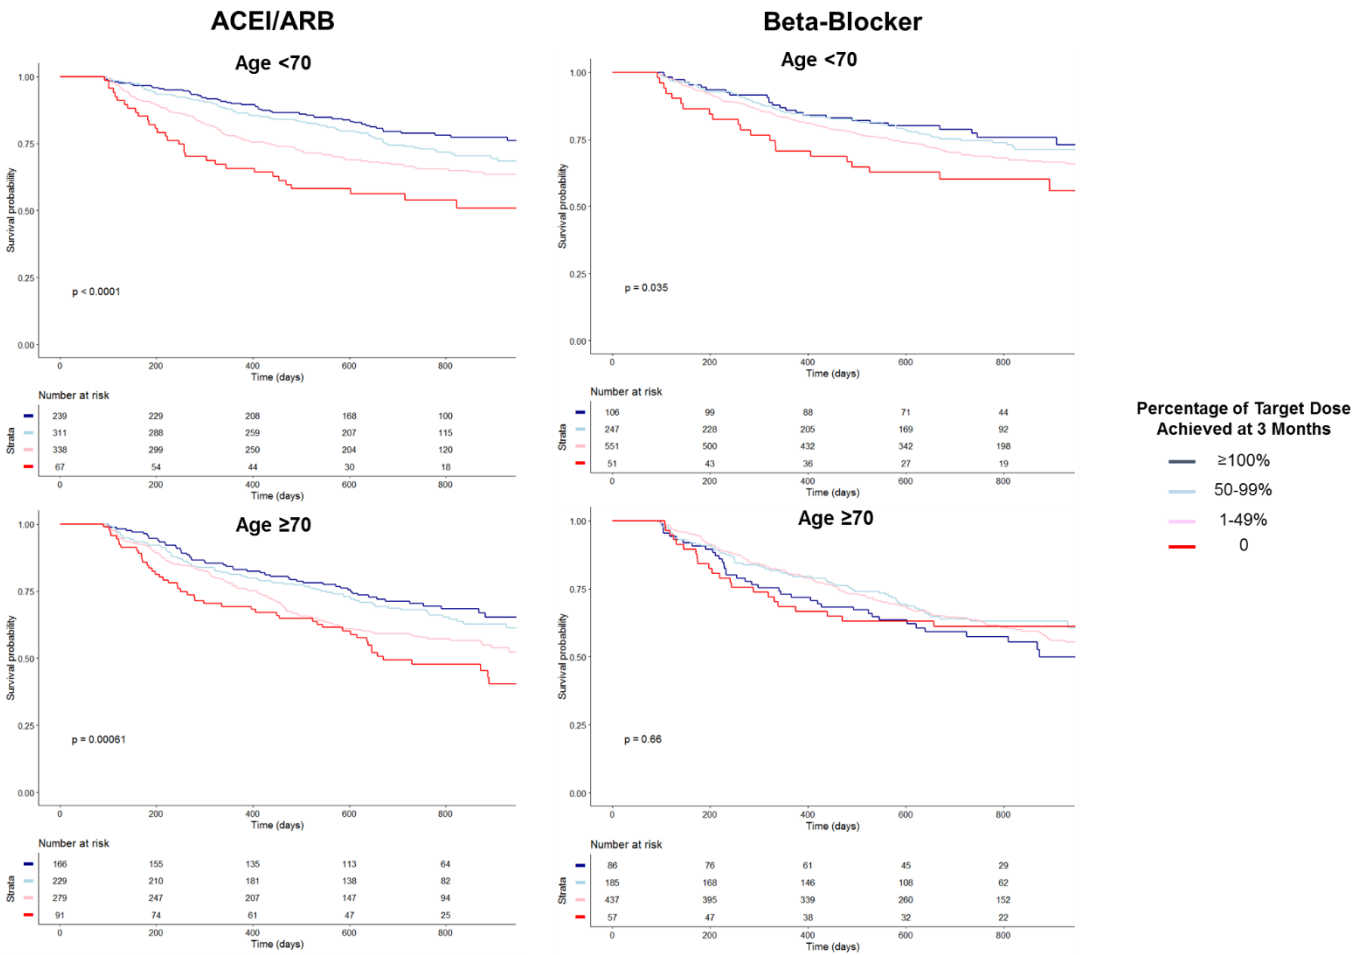 ACEI/ARB
Age <70
1.00
0.75
0.50
0.25
0.00
Survival probability
p < 0.0001
0 200 400 600 800
Time (days)
Number at risk
Strata
239 229 208 168 100
311 288 259 207 115
338 299 250 204 120
67 54 44 30 18
0 200 400 600 800
Time (days)
Age ≥70
1.00
0.75
0.50
0.25
0.00
Survival probability
p = 0.00061
0 200 400 600 800
Time (days)
Number at risk
Strata
166 155 135 113 64
229 210 181 138 82
279 247 207 147 94
91 74 61 47 25
0 200 400 600 800
Time (days)
Beta-Blocker
Age <70
1.00
0.75
0.50
0.25
0.00
Survival probability
p = 0.035
0 200 400 600 800
Time (days)
Number at risk
Strata
106 99 88 71 44
247 228 205 169 92
551 500 432 342 198
51 43 36 27 19
0 200 400 600 800
Time (days)
Age ≥70
1.00
0.75
0.50
0.25
0.00
Survival probability
p = 0.66
0 200 400 600 800
Time (days)
Number at risk
Strata
86 76 61 45 29
185 168 146 108 62
437 395 339 260 152
57 47 38 32 22
0 200 400 600 800
Time (days)
Percentage of Target Dose
Achieved at 3 Months
≥100%
50-99%
1-49%
0